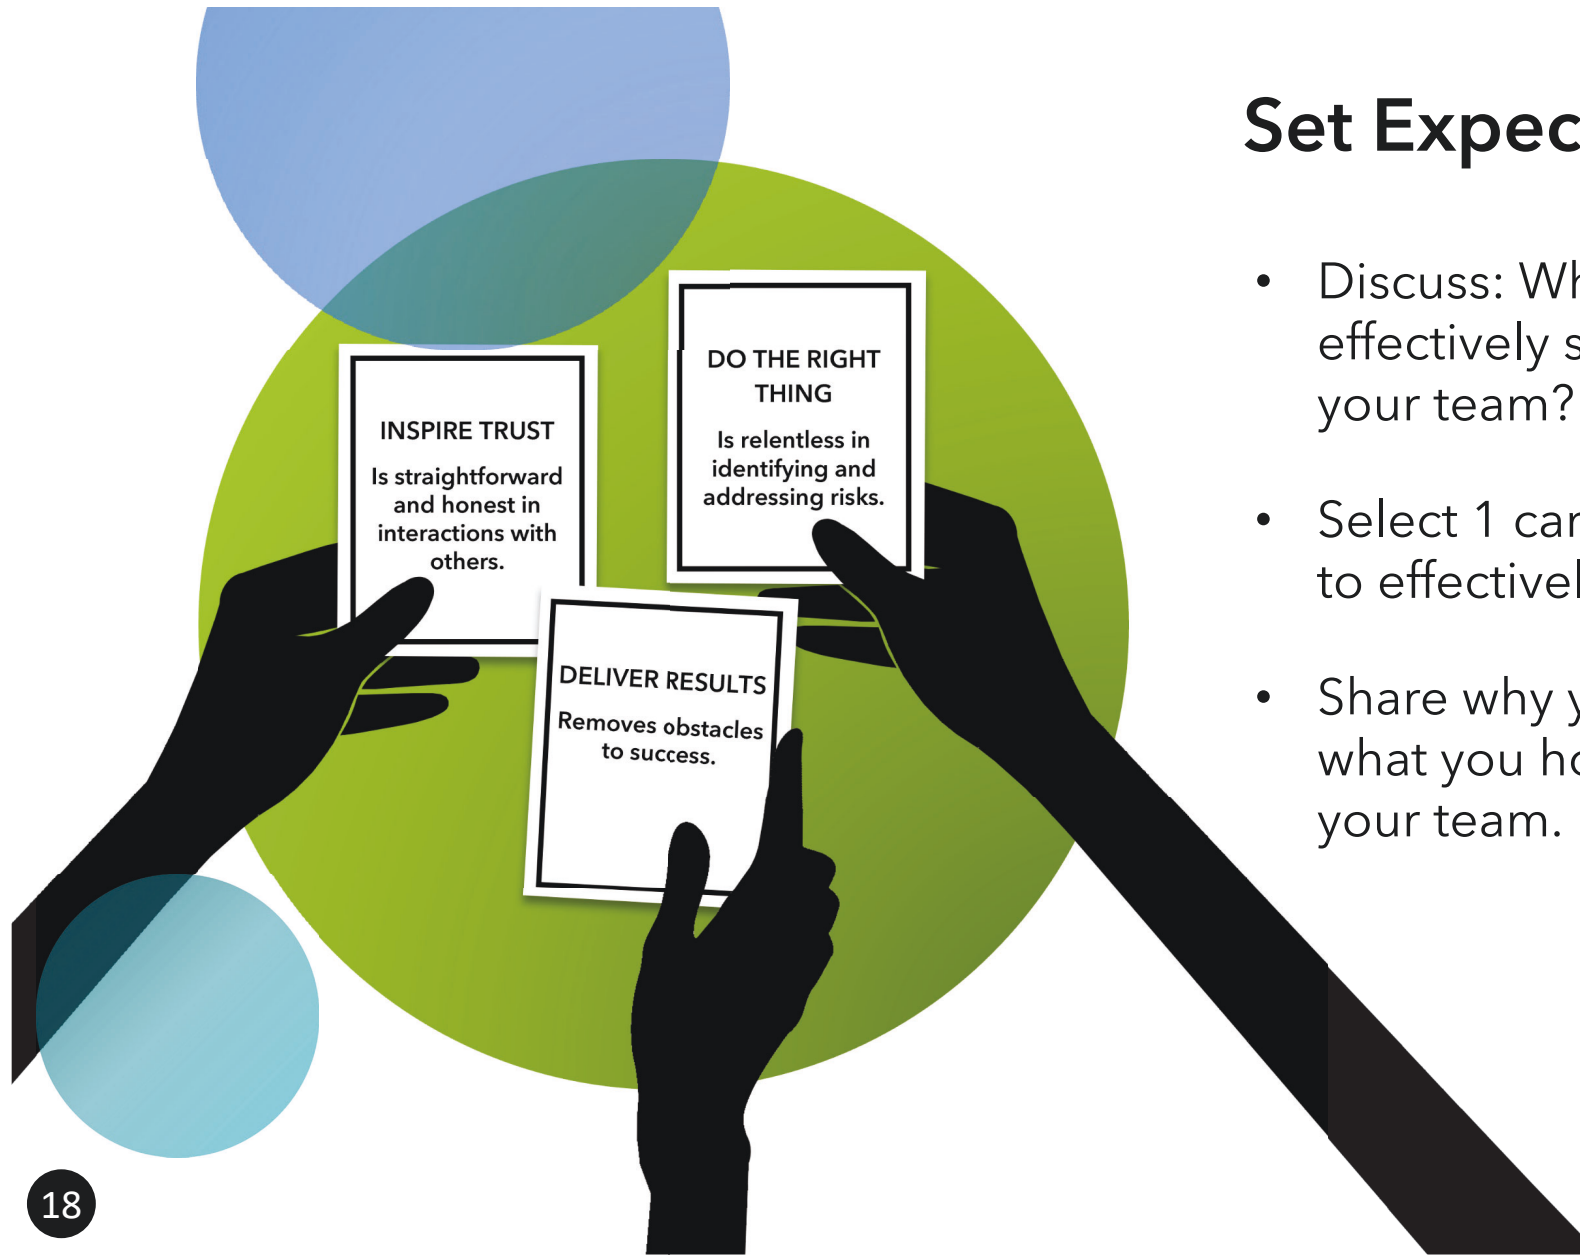 Set Expec
• Discuss: Wh
effectively s
your team?
• Select 1 car
to effectivel
• Share why y
what you ho
your team.
INSPIRE TRUST
Is straightforward
and honest in
interactions with
others.
DO THE RIGHT
THING
Is relentless in
identifying and
addressing risks.
DELIVER RESULTS
Removes obstacles
to success.
18